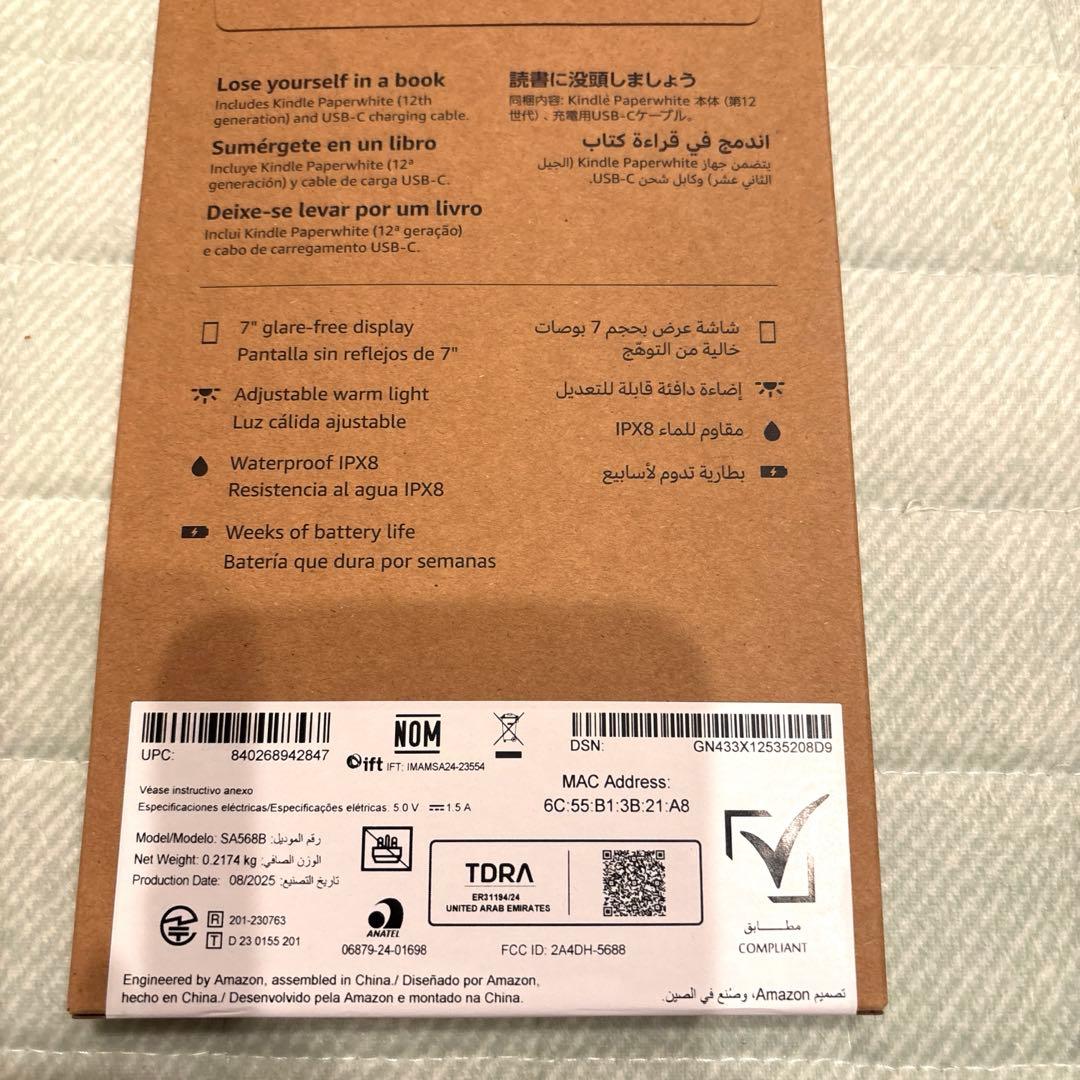 Lose yourself in a book
Includes Kindle Paperwhite (12th
generation) and USB-C charging cable.
Sumérgete en un libro
Incluye Kindle Paperwhite (12ª
generación) y cable de carga USB-C.
Deixe-se levar por um livro
Inclui Kindle Paperwhite (12ª geração)
e cabo de carregamento USB-C.
読書に没頭しましょう
同梱内容: Kindle Paperwhite 本体 (第12
世代) 、充電用USB-Cケーブル。
اندمج في قراءة كتاب
يتضمن جهاز Kindle Paperwhite (الجيل
الثاني عشر) وكابل شحن USB-C.
7" glare-free display
Pantalla sin reflejos de 7"
Adjustable warm light
Luz cálida ajustable
Waterproof IPX8
Resistencia al agua IPX8
Weeks of battery life
Batería que dura por semanas
شاشة عرض بحجم 7 بوصات
خالية من التوهّج
إضاءة دافئة قابلة للتعديل
مقاوم للماء IPX8
بطارية تدوم لأسابيع
UPC: 840268942847
NOM
ift IFT: IMAMSA24-23554
DSN: GN433X12535208D9
MAC Address:
6C:55:B1:3B:21:A8
Véase instructivo anexo
Especificaciones eléctricas/Especificações elétricas: 5.0 V 1.5 A
Model/Modelo: SA568B رقم الموديل:
Net Weight: 0.2174 kg الوزن الصافي:
Production Date: 08/2025 تاريخ التصنيع:
R 201-230763
T D 23 0155 201
ANATEL
06879-24-01698
TDRA
ER31194/24
UNITED ARAB EMIRATES
FCC ID: 2A4DH-5688
مطابق
COMPLIANT
Engineered by Amazon, assembled in China./ Diseñado por Amazon,
hecho en China./ Desenvolvido pela Amazon e montado na China.
تصميم Amazon، وصُنع في الصين.